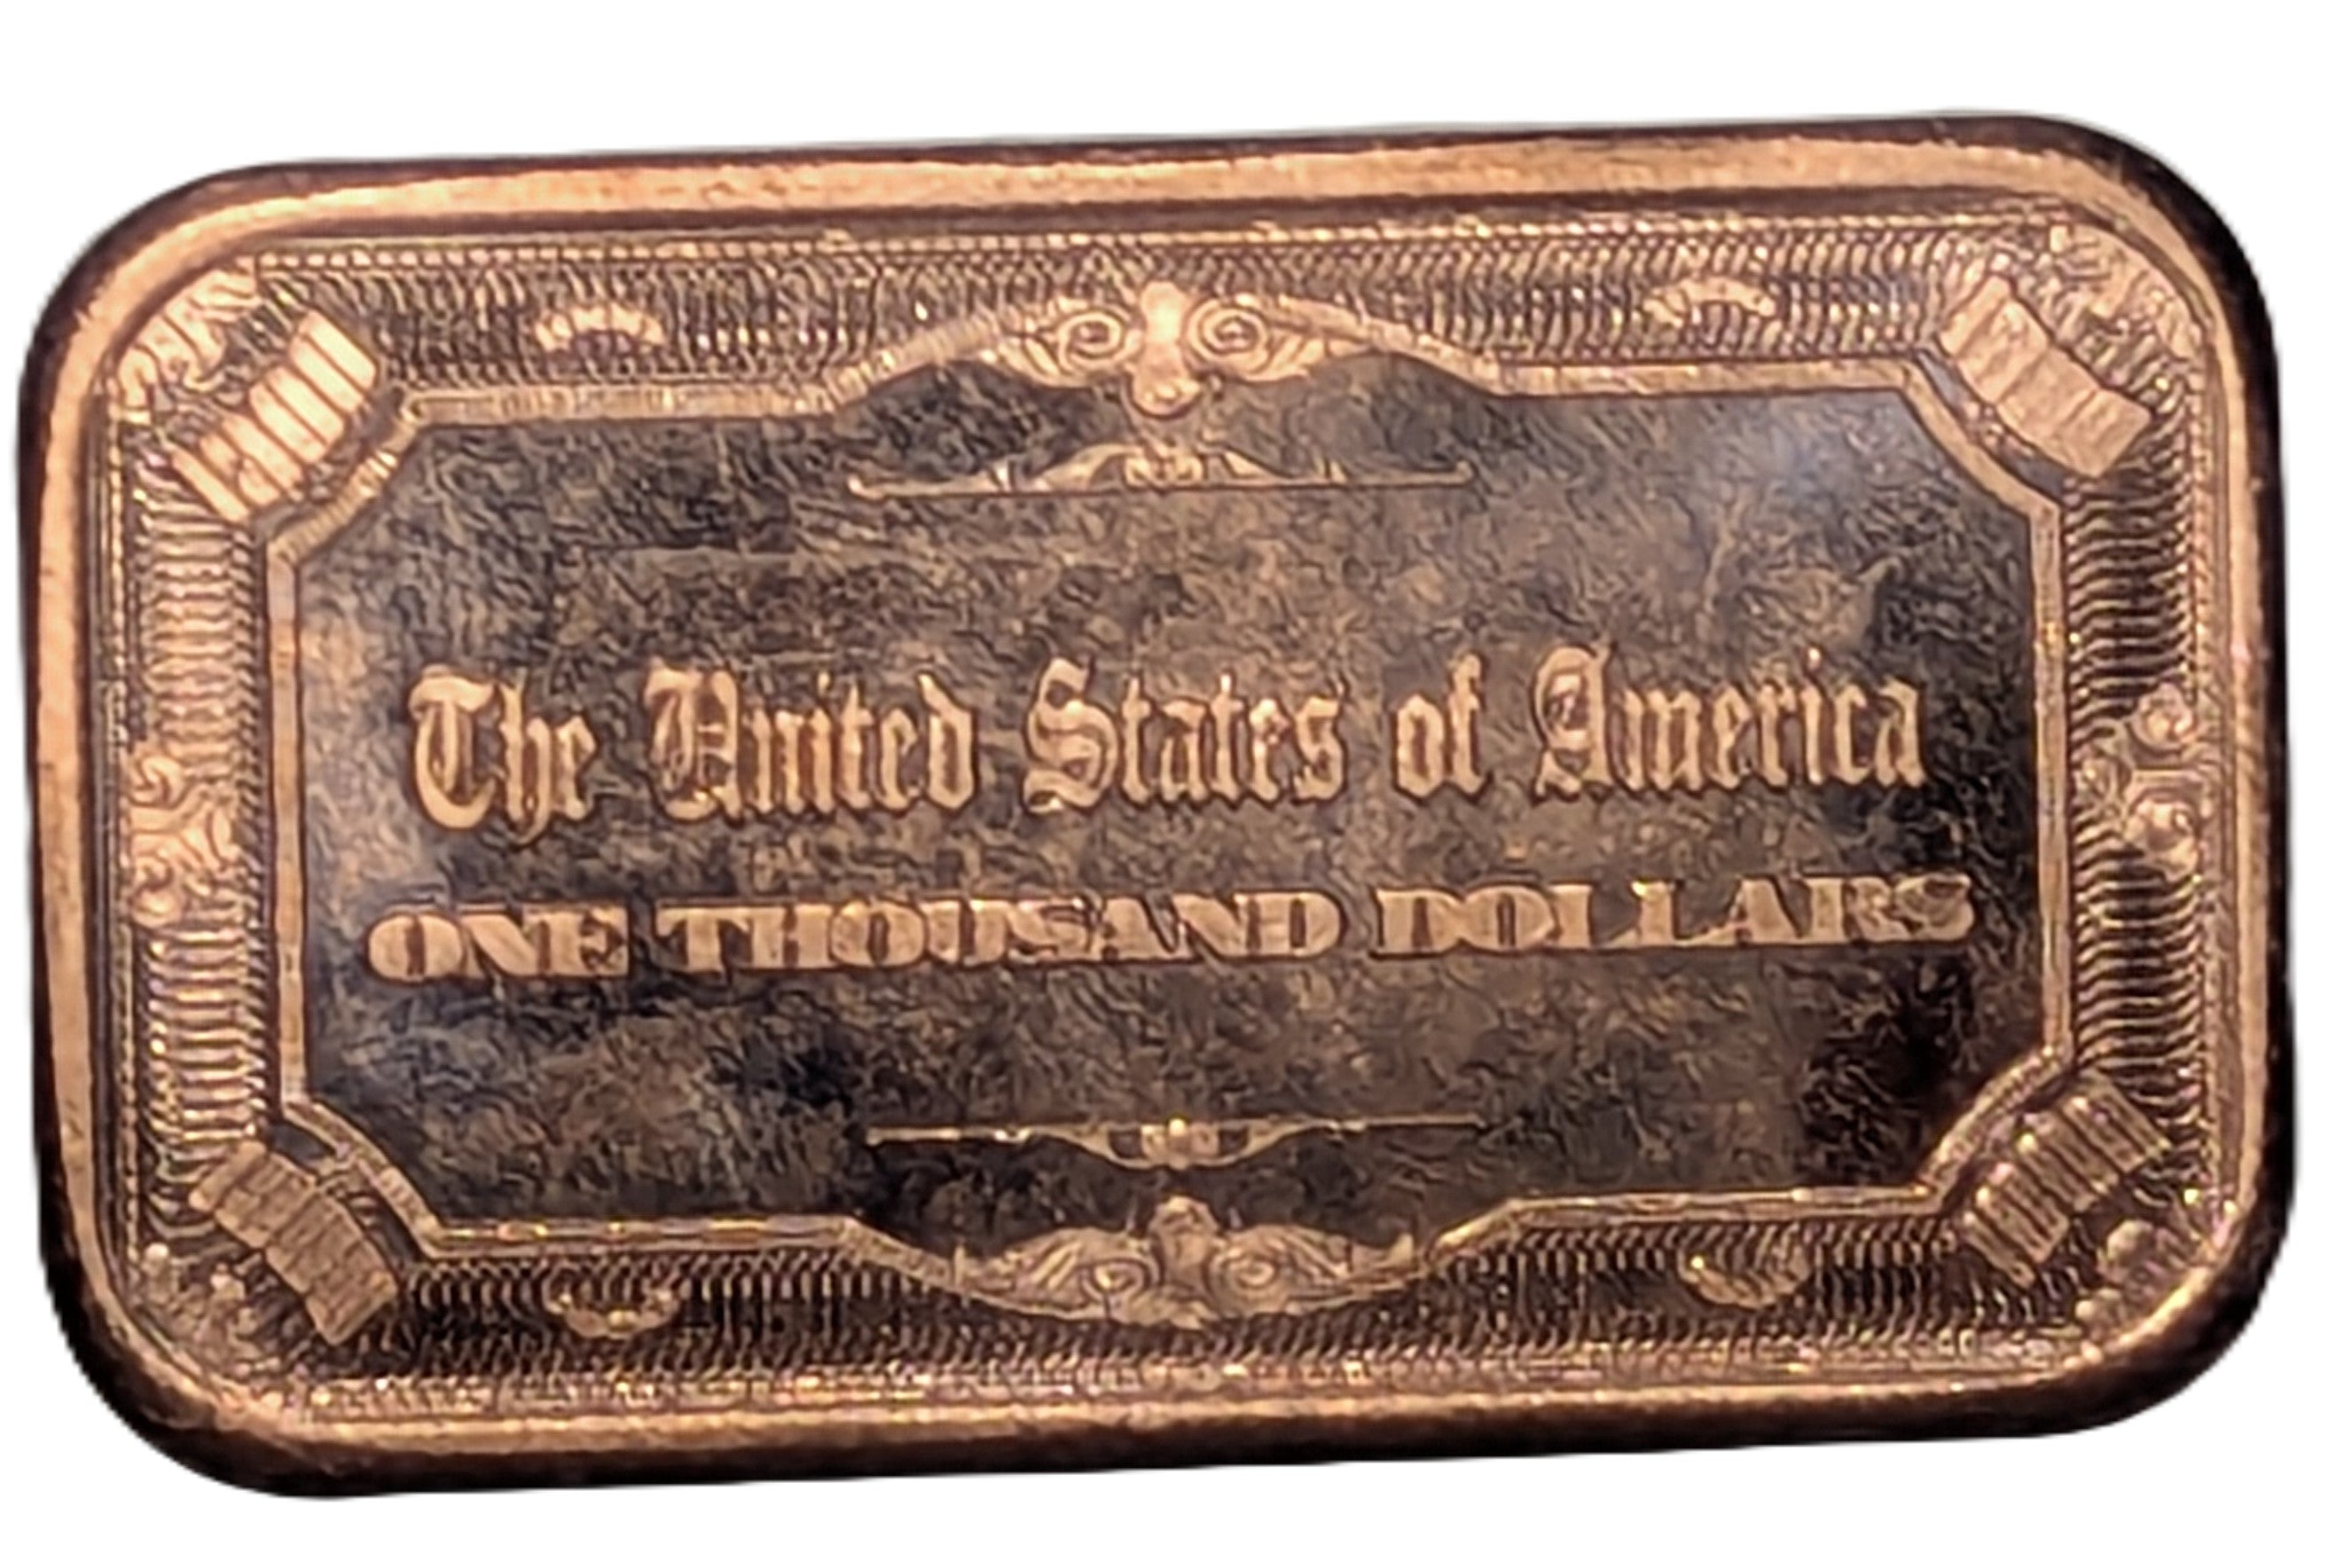 The United States of America
ONE THOUSAND DOLLARS